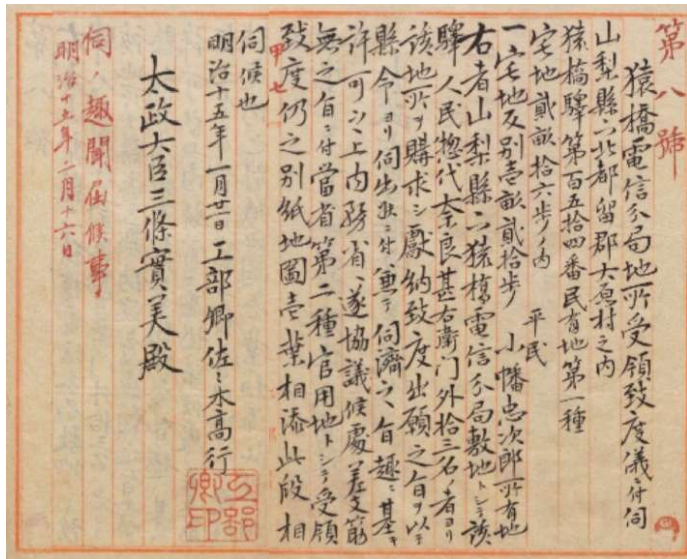 第八號
猿橋電信分局地所受領致度儀ニ付伺
山梨縣下北都留郡大原村之内
猿橋驛第百五拾四番民有地第一種
宅地貳畝拾六歩ノ内
平民
一宅地反別壱畝貳拾歩 小幡忠次郎所有地
右者山梨縣下猿橋電信分局敷地トシテ該
驛人民惣代奈良甚右衛門外拾三名ノ者ヨリ
該地所ヲ購求シ獻納致度出願之旨ヲ以テ
縣令ヨリ伺出候ニ付兼テ伺濟之旨趣ニ基キ
許可シ之上内務省ヘ遂協議候處差支筋
無之旨ニ付當省第二種官用地トシテ受領
致度仍之別紙地圖壱葉相添此段相
伺候也
明治十五年一月廿一日 工部卿佐々木高行
工部卿印
太政大臣三條實美殿
伺ノ趣聞届候事
明治十五年二月十六日
甲七